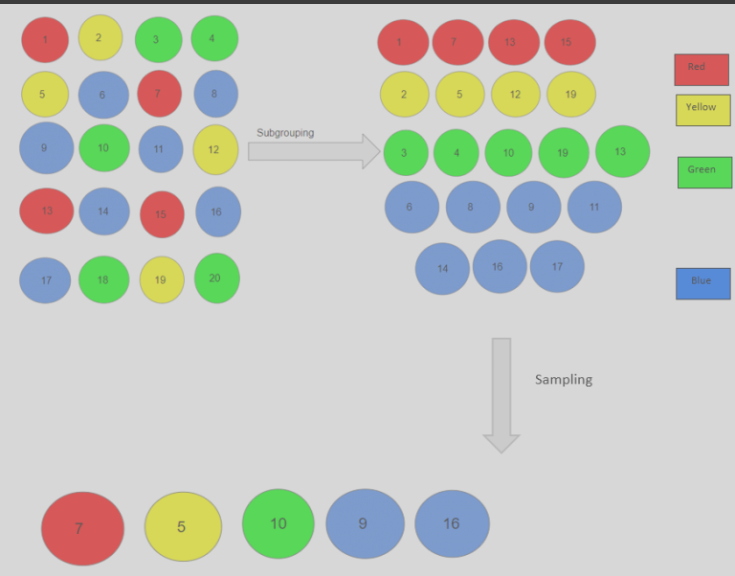 1 2 3 4
5 6 7 8
9 10 11 12
13 14 15 16
17 18 19 20
Subgrouping
1 7 13 15
2 5 12 19
3 4 10 19 13
6 8 9 11
14 16 17
Red
Yellow
Green
Blue
Sampling
7 5 10 9 16